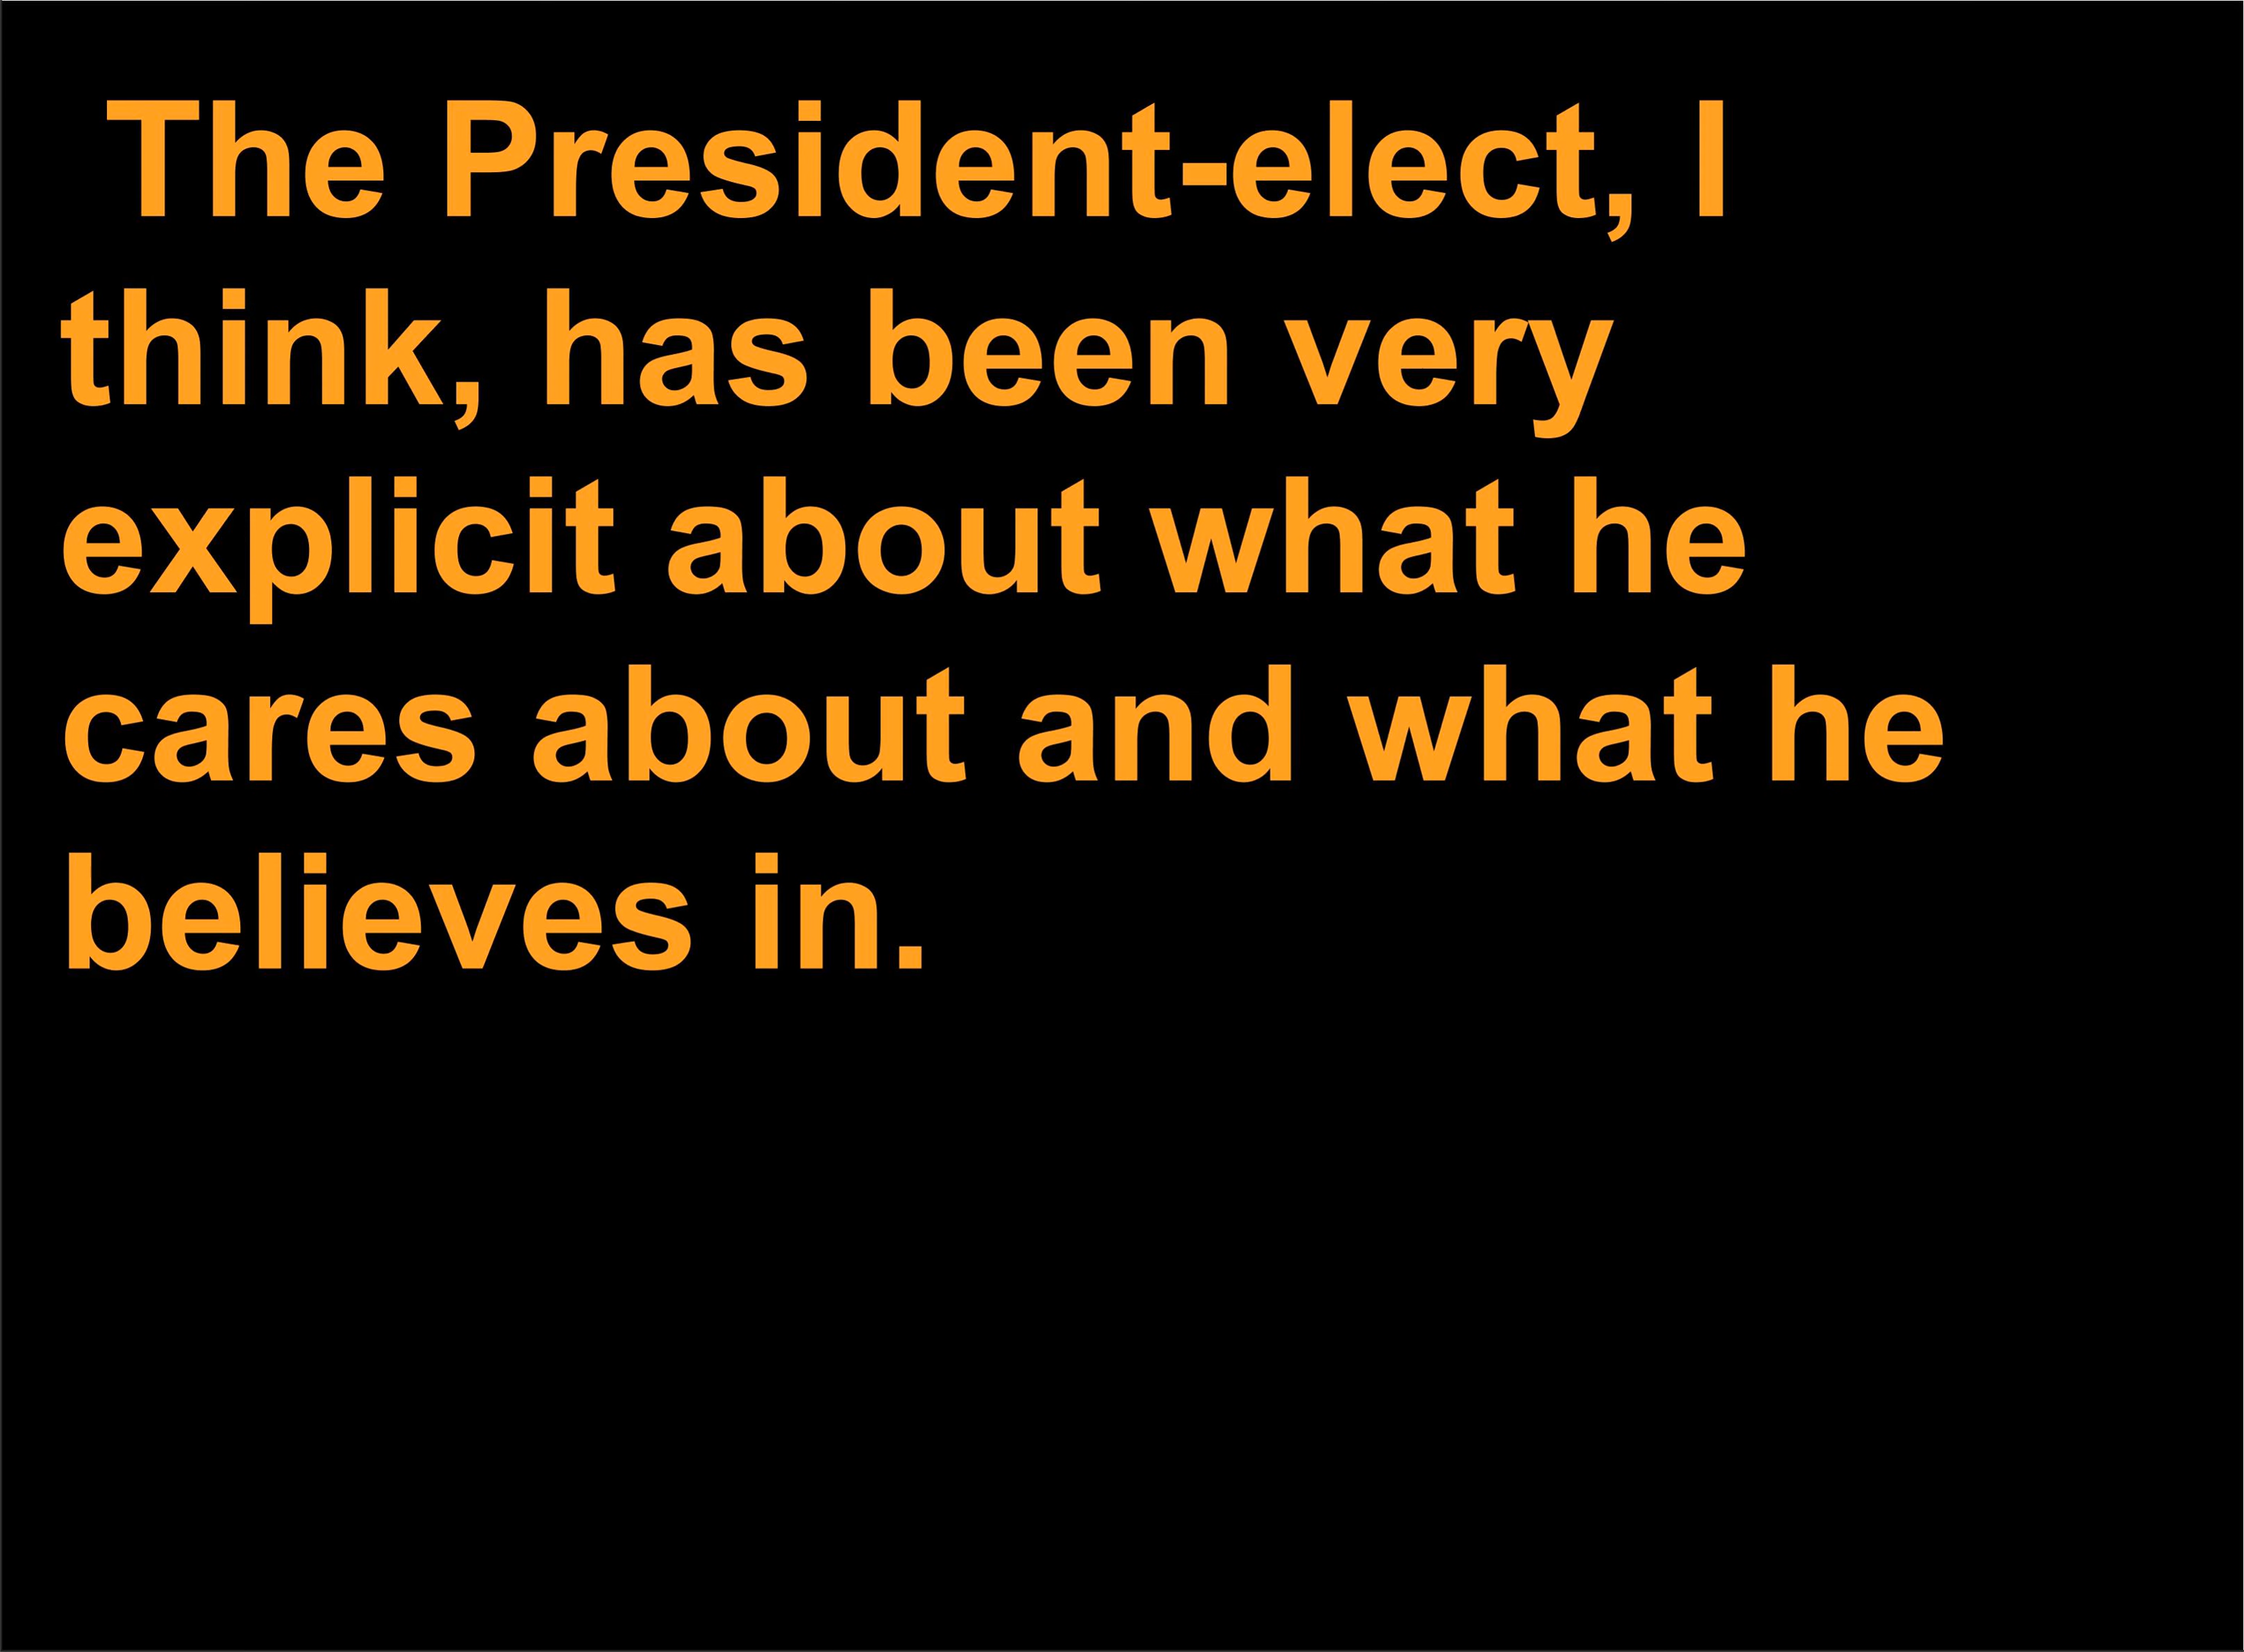 The President-elect, I
think, has been very
explicit about what he
cares about and what he
believes in.